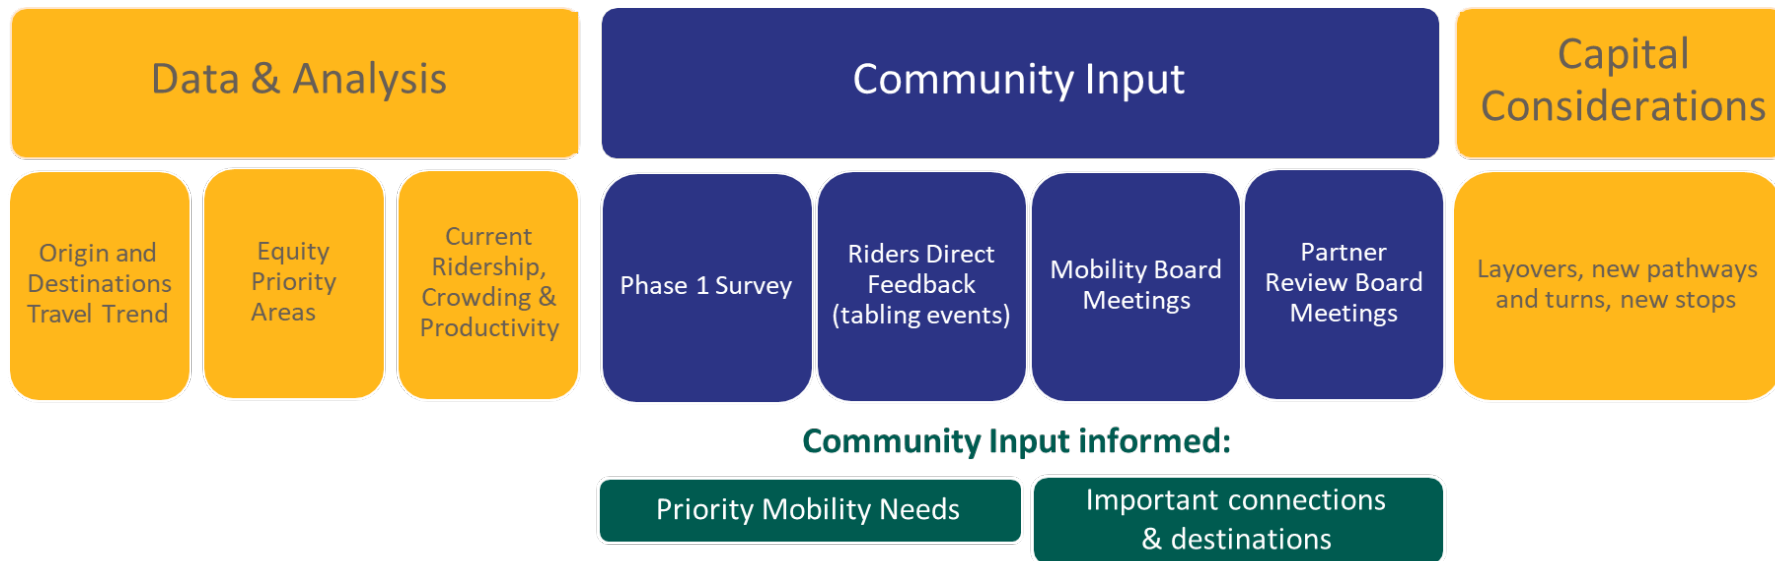 Data & Analysis
Community Input
Capital
Considerations
Origin and
Destinations
Travel Trend
Equity
Priority
Areas
Current
Ridership,
Crowding &
Productivity
Phase 1 Survey
Riders Direct
Feedback
(tabling events)
Mobility Board
Meetings
Partner
Review Board
Meetings
Layovers, new pathways
and turns, new stops
Community Input informed:
Priority Mobility Needs
Important connections
& destinations